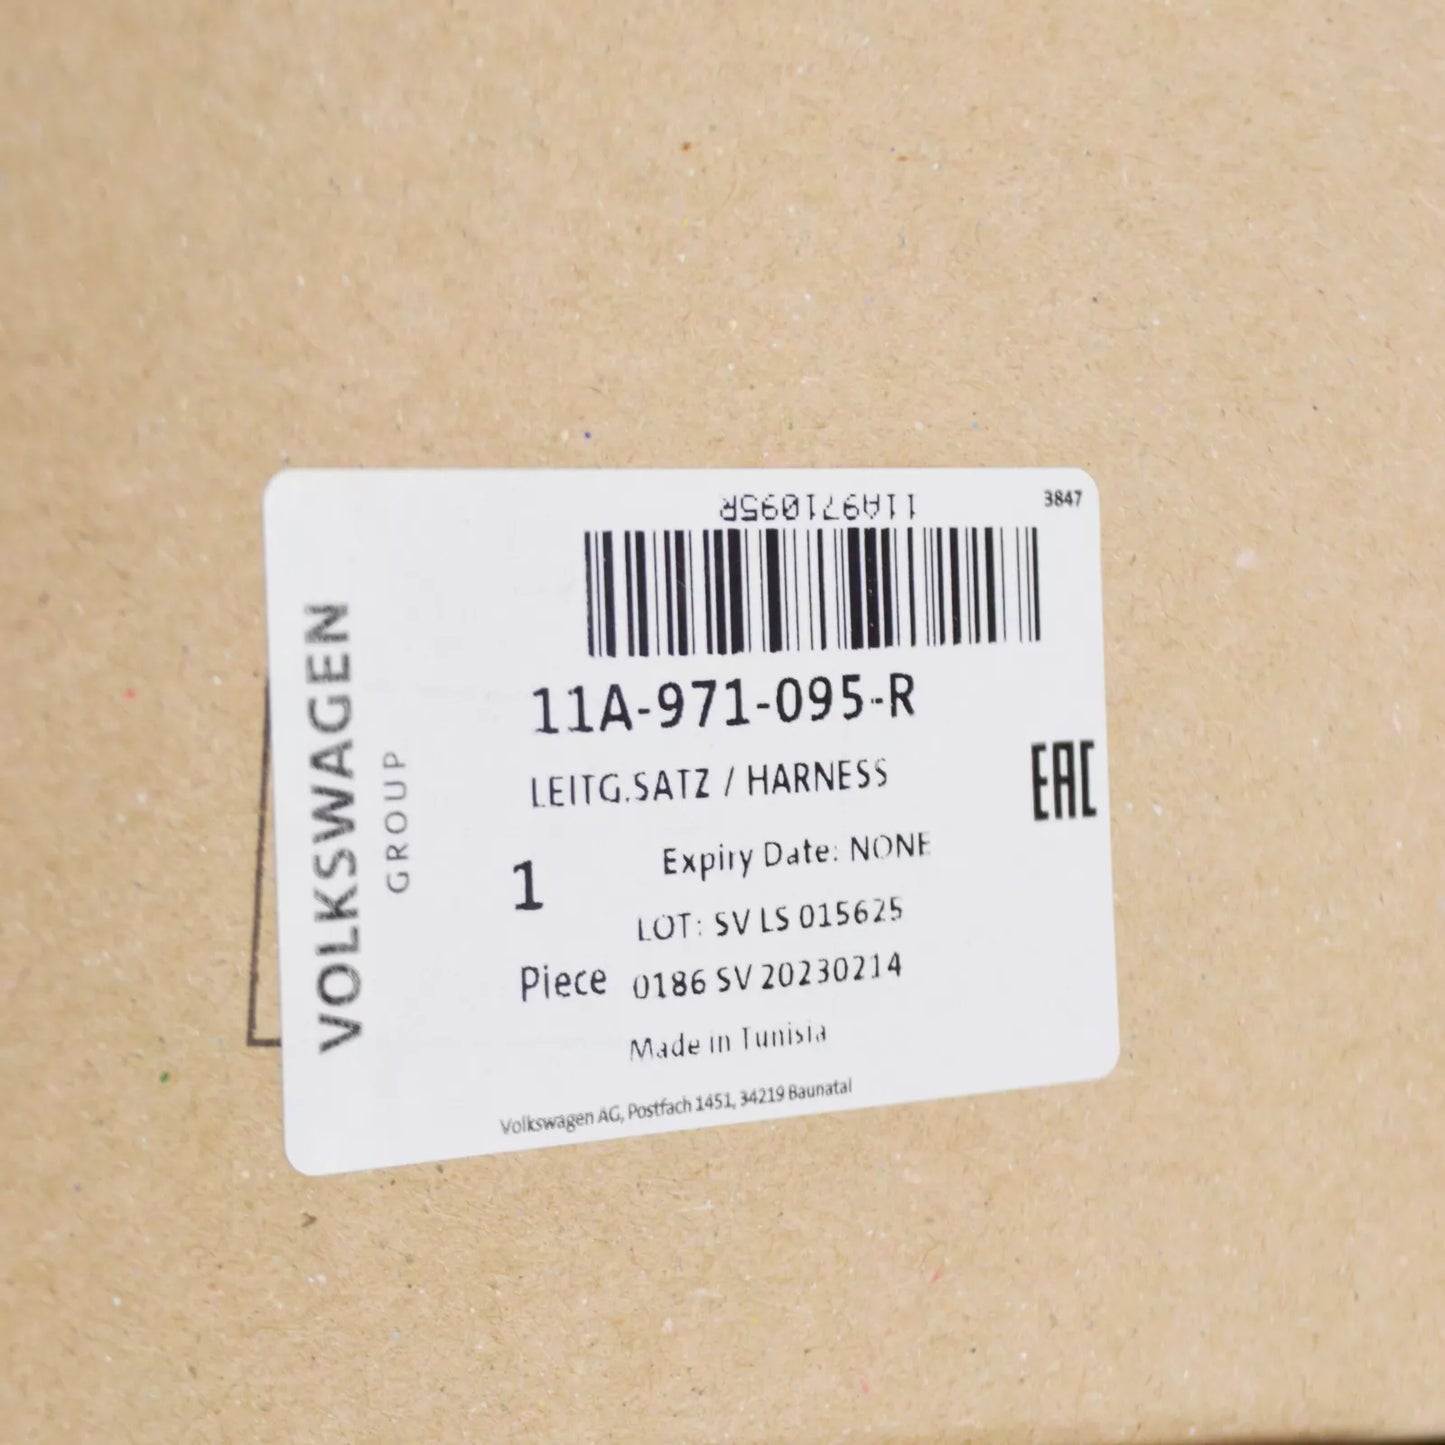 11A971095R
3847
11A-971-095-R
LEITG.SATZ / HARNESS
EAC
Expiry Date: NONE
1
LOT: SV LS 015625
Piece
0186 SV 20230214
Made in Tunisia
Volkswagen AG, Postfach 1451, 34219 Baunatal
VOLKSWAGEN
GROUP